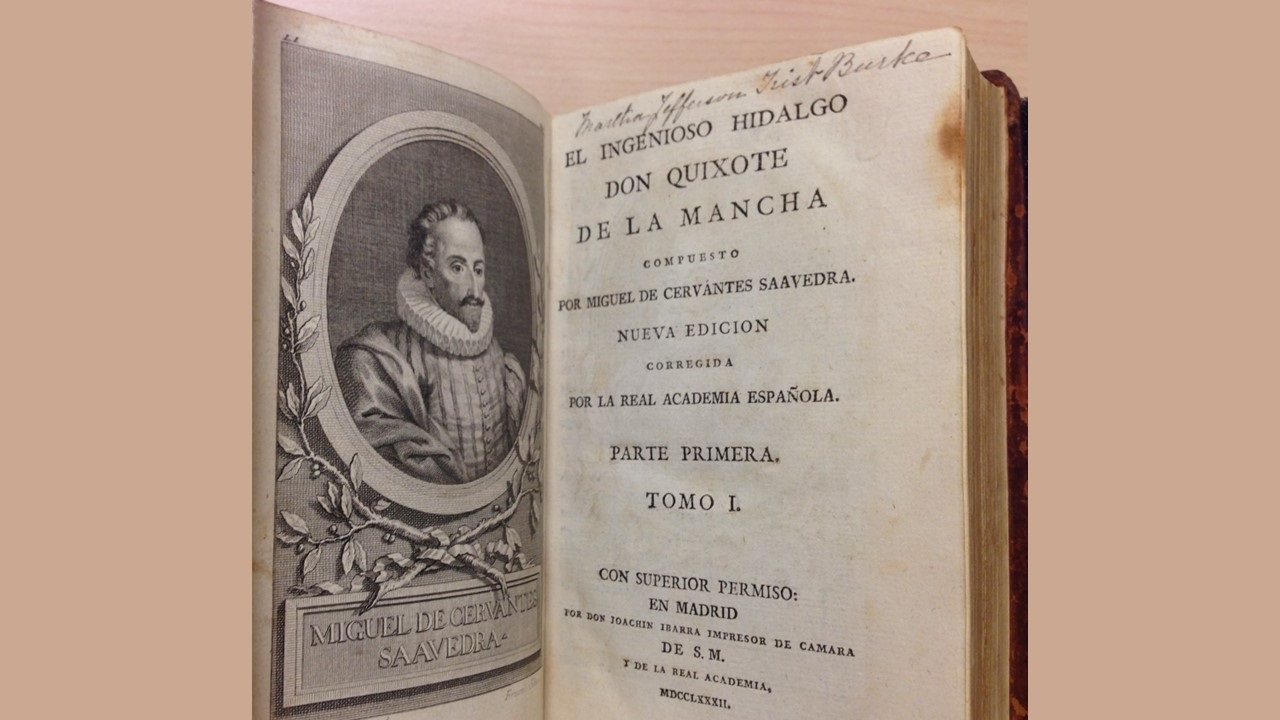 MIGUEL DE CERVANTES
SAAVEDRA.
Martha Jefferson Trist Burke
EL INGENIOSO HIDALGO
DON QUIXOTE
DE LA MANCHA
COMPUESTO
POR MIGUEL DE CERVÁNTES SAAVEDRA.
NUEVA EDICION
CORREGIDA
POR LA REAL ACADEMIA ESPAÑOLA.
PARTE PRIMERA.
TOMO I.
CON SUPERIOR PERMISO:
EN MADRID
POR DON JOACHIN IBARRA IMPRESOR DE CAMARA
DE S.M.
Y DE LA REAL ACADEMIA,
MDCCLXXXII.